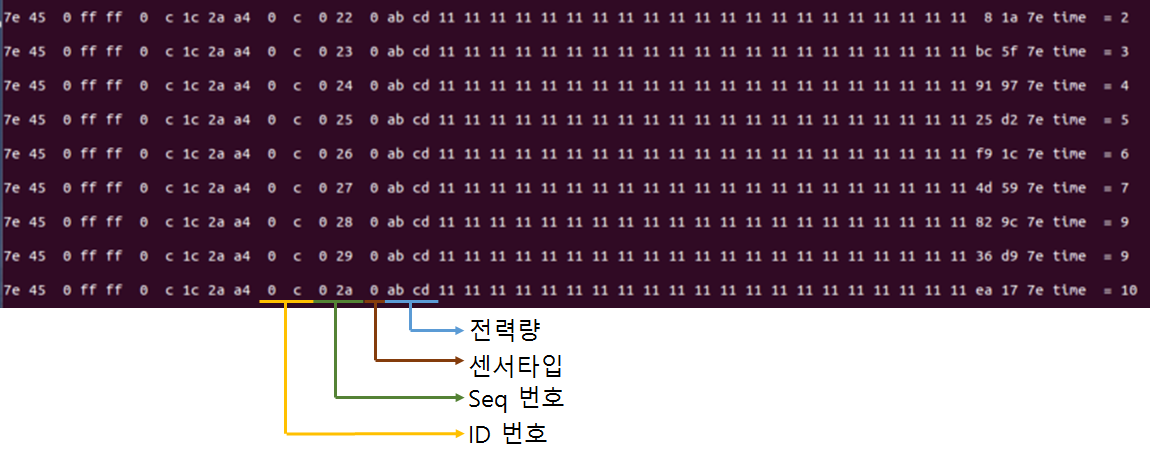 7e 45 0 ff ff 0 c 1c 2a a4 0 c 0 22 0 ab cd 11 11 11 11 11 11 11 11 11 11 11 11 11 11 11 11 11 11 11 11 11 8 1a 7e time = 2
7e 45 0 ff ff 0 c 1c 2a a4 0 c 0 23 0 ab cd 11 11 11 11 11 11 11 11 11 11 11 11 11 11 11 11 11 11 11 11 11 bc 5f 7e time = 3
7e 45 0 ff ff 0 c 1c 2a a4 0 c 0 24 0 ab cd 11 11 11 11 11 11 11 11 11 11 11 11 11 11 11 11 11 11 11 11 11 91 97 7e time = 4
7e 45 0 ff ff 0 c 1c 2a a4 0 c 0 25 0 ab cd 11 11 11 11 11 11 11 11 11 11 11 11 11 11 11 11 11 11 11 11 11 25 d2 7e time = 5
7e 45 0 ff ff 0 c 1c 2a a4 0 c 0 26 0 ab cd 11 11 11 11 11 11 11 11 11 11 11 11 11 11 11 11 11 11 11 11 11 f9 1c 7e time = 6
7e 45 0 ff ff 0 c 1c 2a a4 0 c 0 27 0 ab cd 11 11 11 11 11 11 11 11 11 11 11 11 11 11 11 11 11 11 11 11 11 4d 59 7e time = 7
7e 45 0 ff ff 0 c 1c 2a a4 0 c 0 28 0 ab cd 11 11 11 11 11 11 11 11 11 11 11 11 11 11 11 11 11 11 11 11 11 82 9c 7e time = 9
7e 45 0 ff ff 0 c 1c 2a a4 0 c 0 29 0 ab cd 11 11 11 11 11 11 11 11 11 11 11 11 11 11 11 11 11 11 11 11 11 36 d9 7e time = 9
7e 45 0 ff ff 0 c 1c 2a a4 0 c 0 2a 0 ab cd 11 11 11 11 11 11 11 11 11 11 11 11 11 11 11 11 11 11 11 11 11 ea 17 7e time = 10
전력량
센서타입
Seq 번호
ID 번호